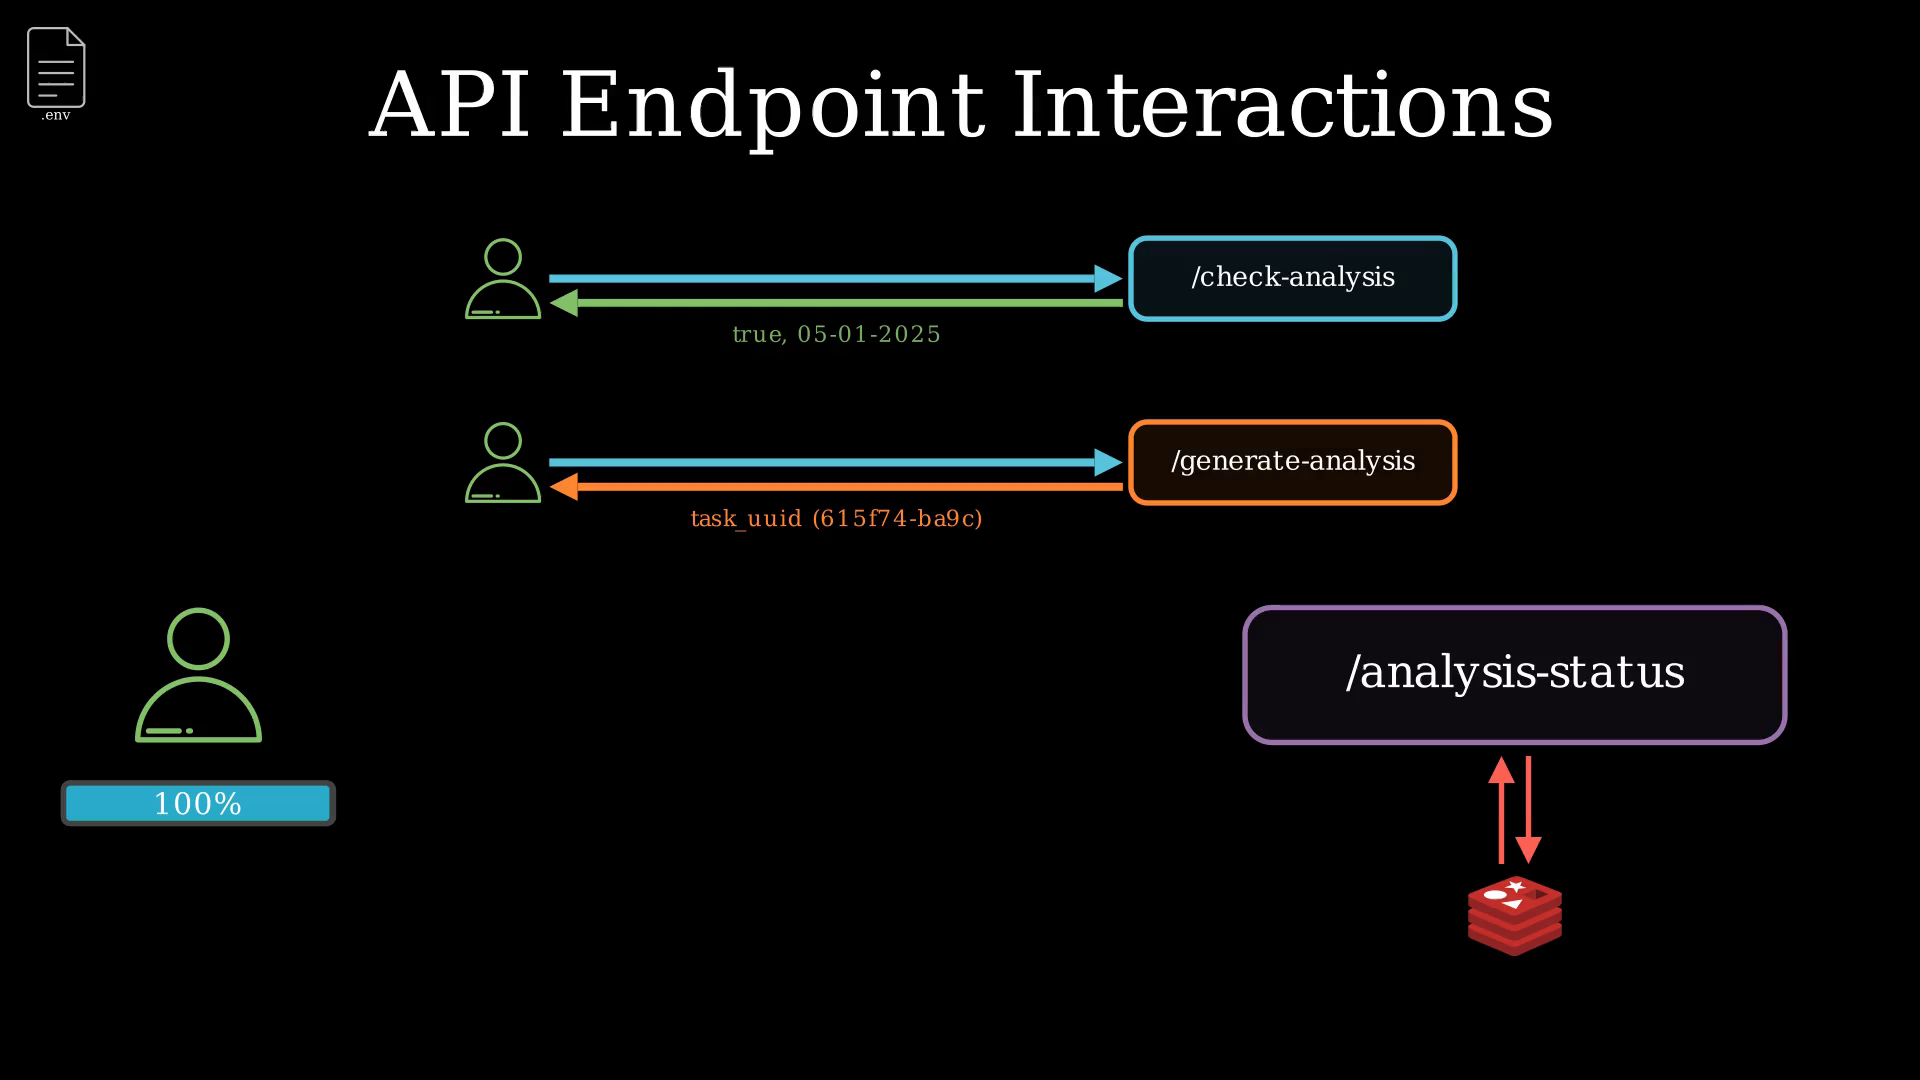 .env
API Endpoint Interactions
/check-analysis
true, 05-01-2025
/generate-analysis
task_uuid (615f74-ba9c)
/analysis-status
100%